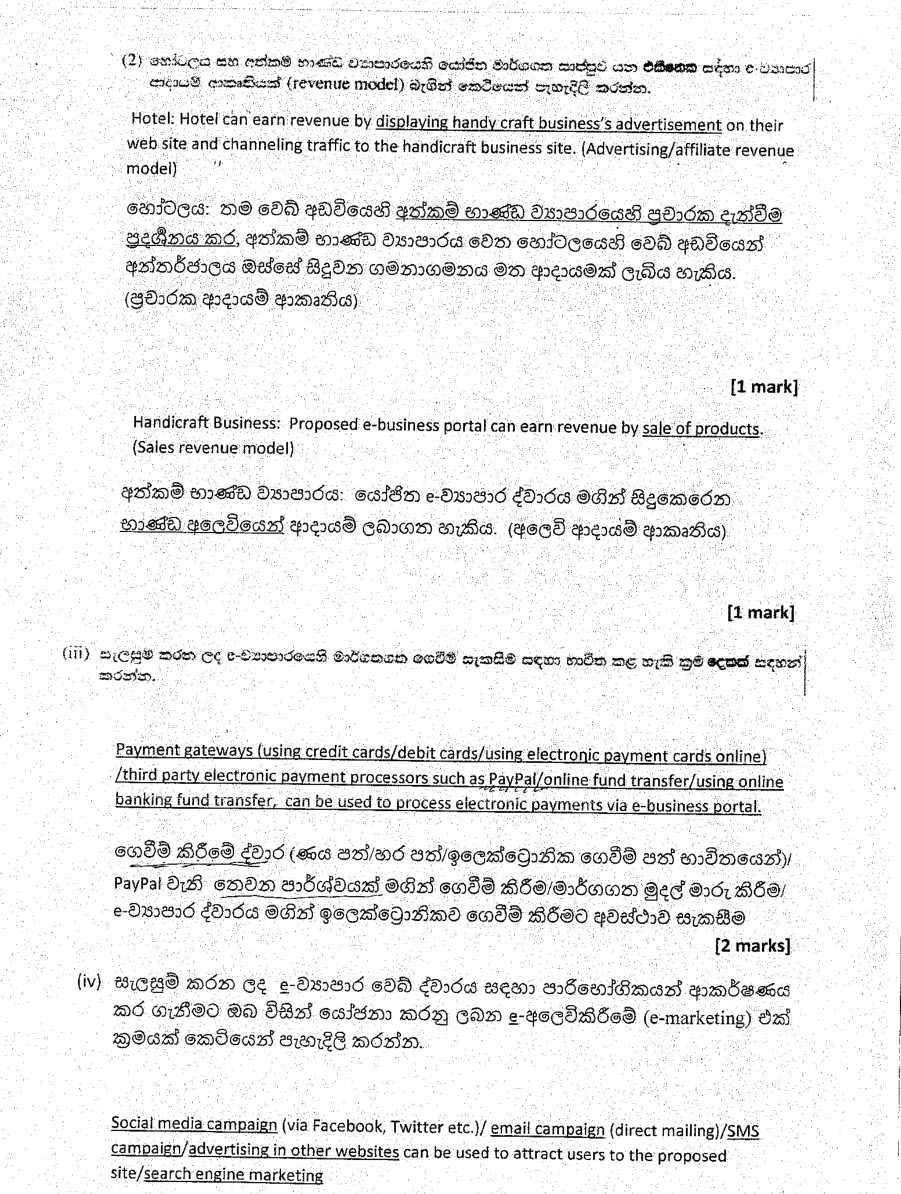 (2) හෝටලය සහ අත්කම් භාණ්ඩ ව්‍යාපාරයෙහි යෝජිත මාර්ගගත සාප්පුව යන එකිනෙක සඳහා e-ව්‍යාපාර
ආදායම් ආකෘතියක් (revenue model) බැගින් කෙටියෙන් පැහැදිලි කරන්න.
Hotel: Hotel can earn revenue by displaying handy craft business's advertisement on their
web site and channeling traffic to the handicraft business site. (Advertising/affiliate revenue
model)
හෝටලය: තම වෙබ් අඩවියෙහි අත්කම් භාණ්ඩ ව්‍යාපාරයෙහි ප්‍රචාරක දැන්වීම
ප්‍රදර්ශනය කර, අත්කම් භාණ්ඩ ව්‍යාපාරය වෙත හෝටලයෙහි වෙබ් අඩවියෙන්
අන්තර්ජාලය ඔස්සේ සිදුවන ගමනාගමනය මත ආදායමක් ලැබිය හැකිය.
(ප්‍රචාරක ආදායම් ආකෘතිය)
[1 mark]
Handicraft Business: Proposed e-business portal can earn revenue by sale of products.
(Sales revenue model)
අත්කම් භාණ්ඩ ව්‍යාපාරය: යෝජිත e-ව්‍යාපාර ද්වාරය මගින් සිදුකෙරෙන
භාණ්ඩ අලෙවියෙන් ආදායම් ලබාගත හැකිය. (අලෙවි ආදායම් ආකෘතිය)
[1 mark]
(iii) සැලසුම් කරන ලද e-ව්‍යාපාරයෙහි මාර්ගගත ගෙවීම් සැකසීම සඳහා භාවිත කළ හැකි ක්‍රම දෙකක් සඳහන්
කරන්න.
Payment gateways (using credit cards/debit cards/using electronic payment cards online)
/third party electronic payment processors such as PayPal/online fund transfer/using online
banking fund transfer, can be used to process electronic payments via e-business portal.
ගෙවීම් කිරීමේ ද්වාර (ණය පත්/හර පත්/ඉලෙක්ට්‍රොනික ගෙවීම් පත් භාවිතයෙන්)/
PayPal වැනි තෙවන පාර්ශ්වයක් මගින් ගෙවීම් කිරීම/මාර්ගගත මුදල් මාරු කිරීම/
e-ව්‍යාපාර ද්වාරය මගින් ඉලෙක්ට්‍රොනිකව ගෙවීම් කිරීමට අවස්ථාව සැකසීම
[2 marks]
(iv) සැලසුම් කරන ලද e-ව්‍යාපාර වෙබ් ද්වාරය සඳහා පාරිභෝගිකයන් ආකර්ෂණය
කර ගැනීමට ඔබ විසින් යෝජනා කරනු ලබන e-අලෙවිකිරීමේ (e-marketing) එක්
ක්‍රමයක් කෙටියෙන් පැහැදිලි කරන්න.
Social media campaign (via Facebook, Twitter etc.)/ email campaign (direct mailing)/SMS
campaign/advertising in other websites can be used to attract users to the proposed
site/search engine marketing